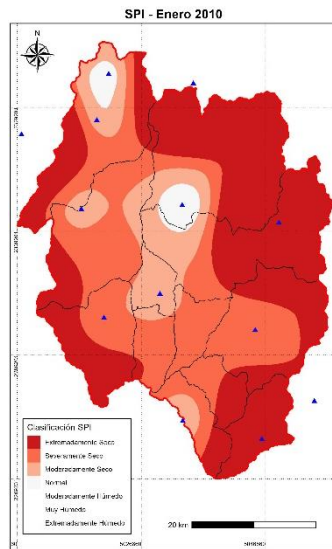 SPI - Enero 2010
N
Clasificación SPI
Extremadamente Seco
Severamente Seco
Moderadamente Seco
Normal
Moderadamente Húmedo
Muy Húmedo
Extremadamente Húmedo
20 km